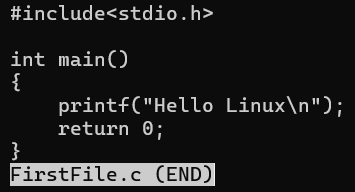 #include<stdio.h>

int main()
{
    printf("Hello Linux\n");
    return 0;
}
FirstFile.c (END)